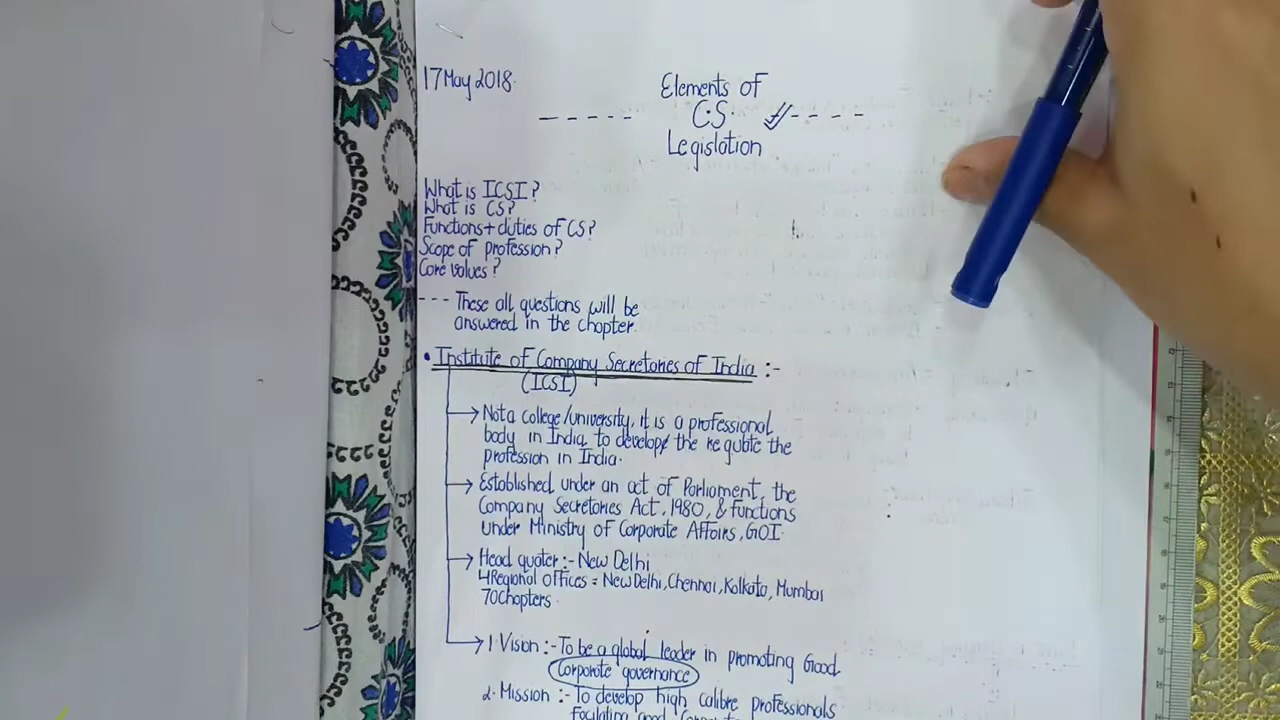 17 May 2018.
Elements of
C.S.
Legislation
What is ICSI?
What is CS?
Functions + duties of CS?
Scope of profession?
Core values?
--- These all questions will be
answered in the chapter.
• Institute of Company Secretaries of India :-
(ICSI)
→ Not a college/university, it is a professional
body in India to develop the regulate the
profession in India.
→ Established under an act of Parliament, the
Company Secretories Act, 1980, & functions
under Ministry of Corporate Affairs, GOI.
→ Head quater :- New Delhi
4 Regional offices = New Delhi, Chennai, Kolkata, Mumbai
70 Chapters.
→ 1 Vision :- To be a global leader in promoting Good
Corporate governance
2. Mission :- To develop high calibre professionals
good